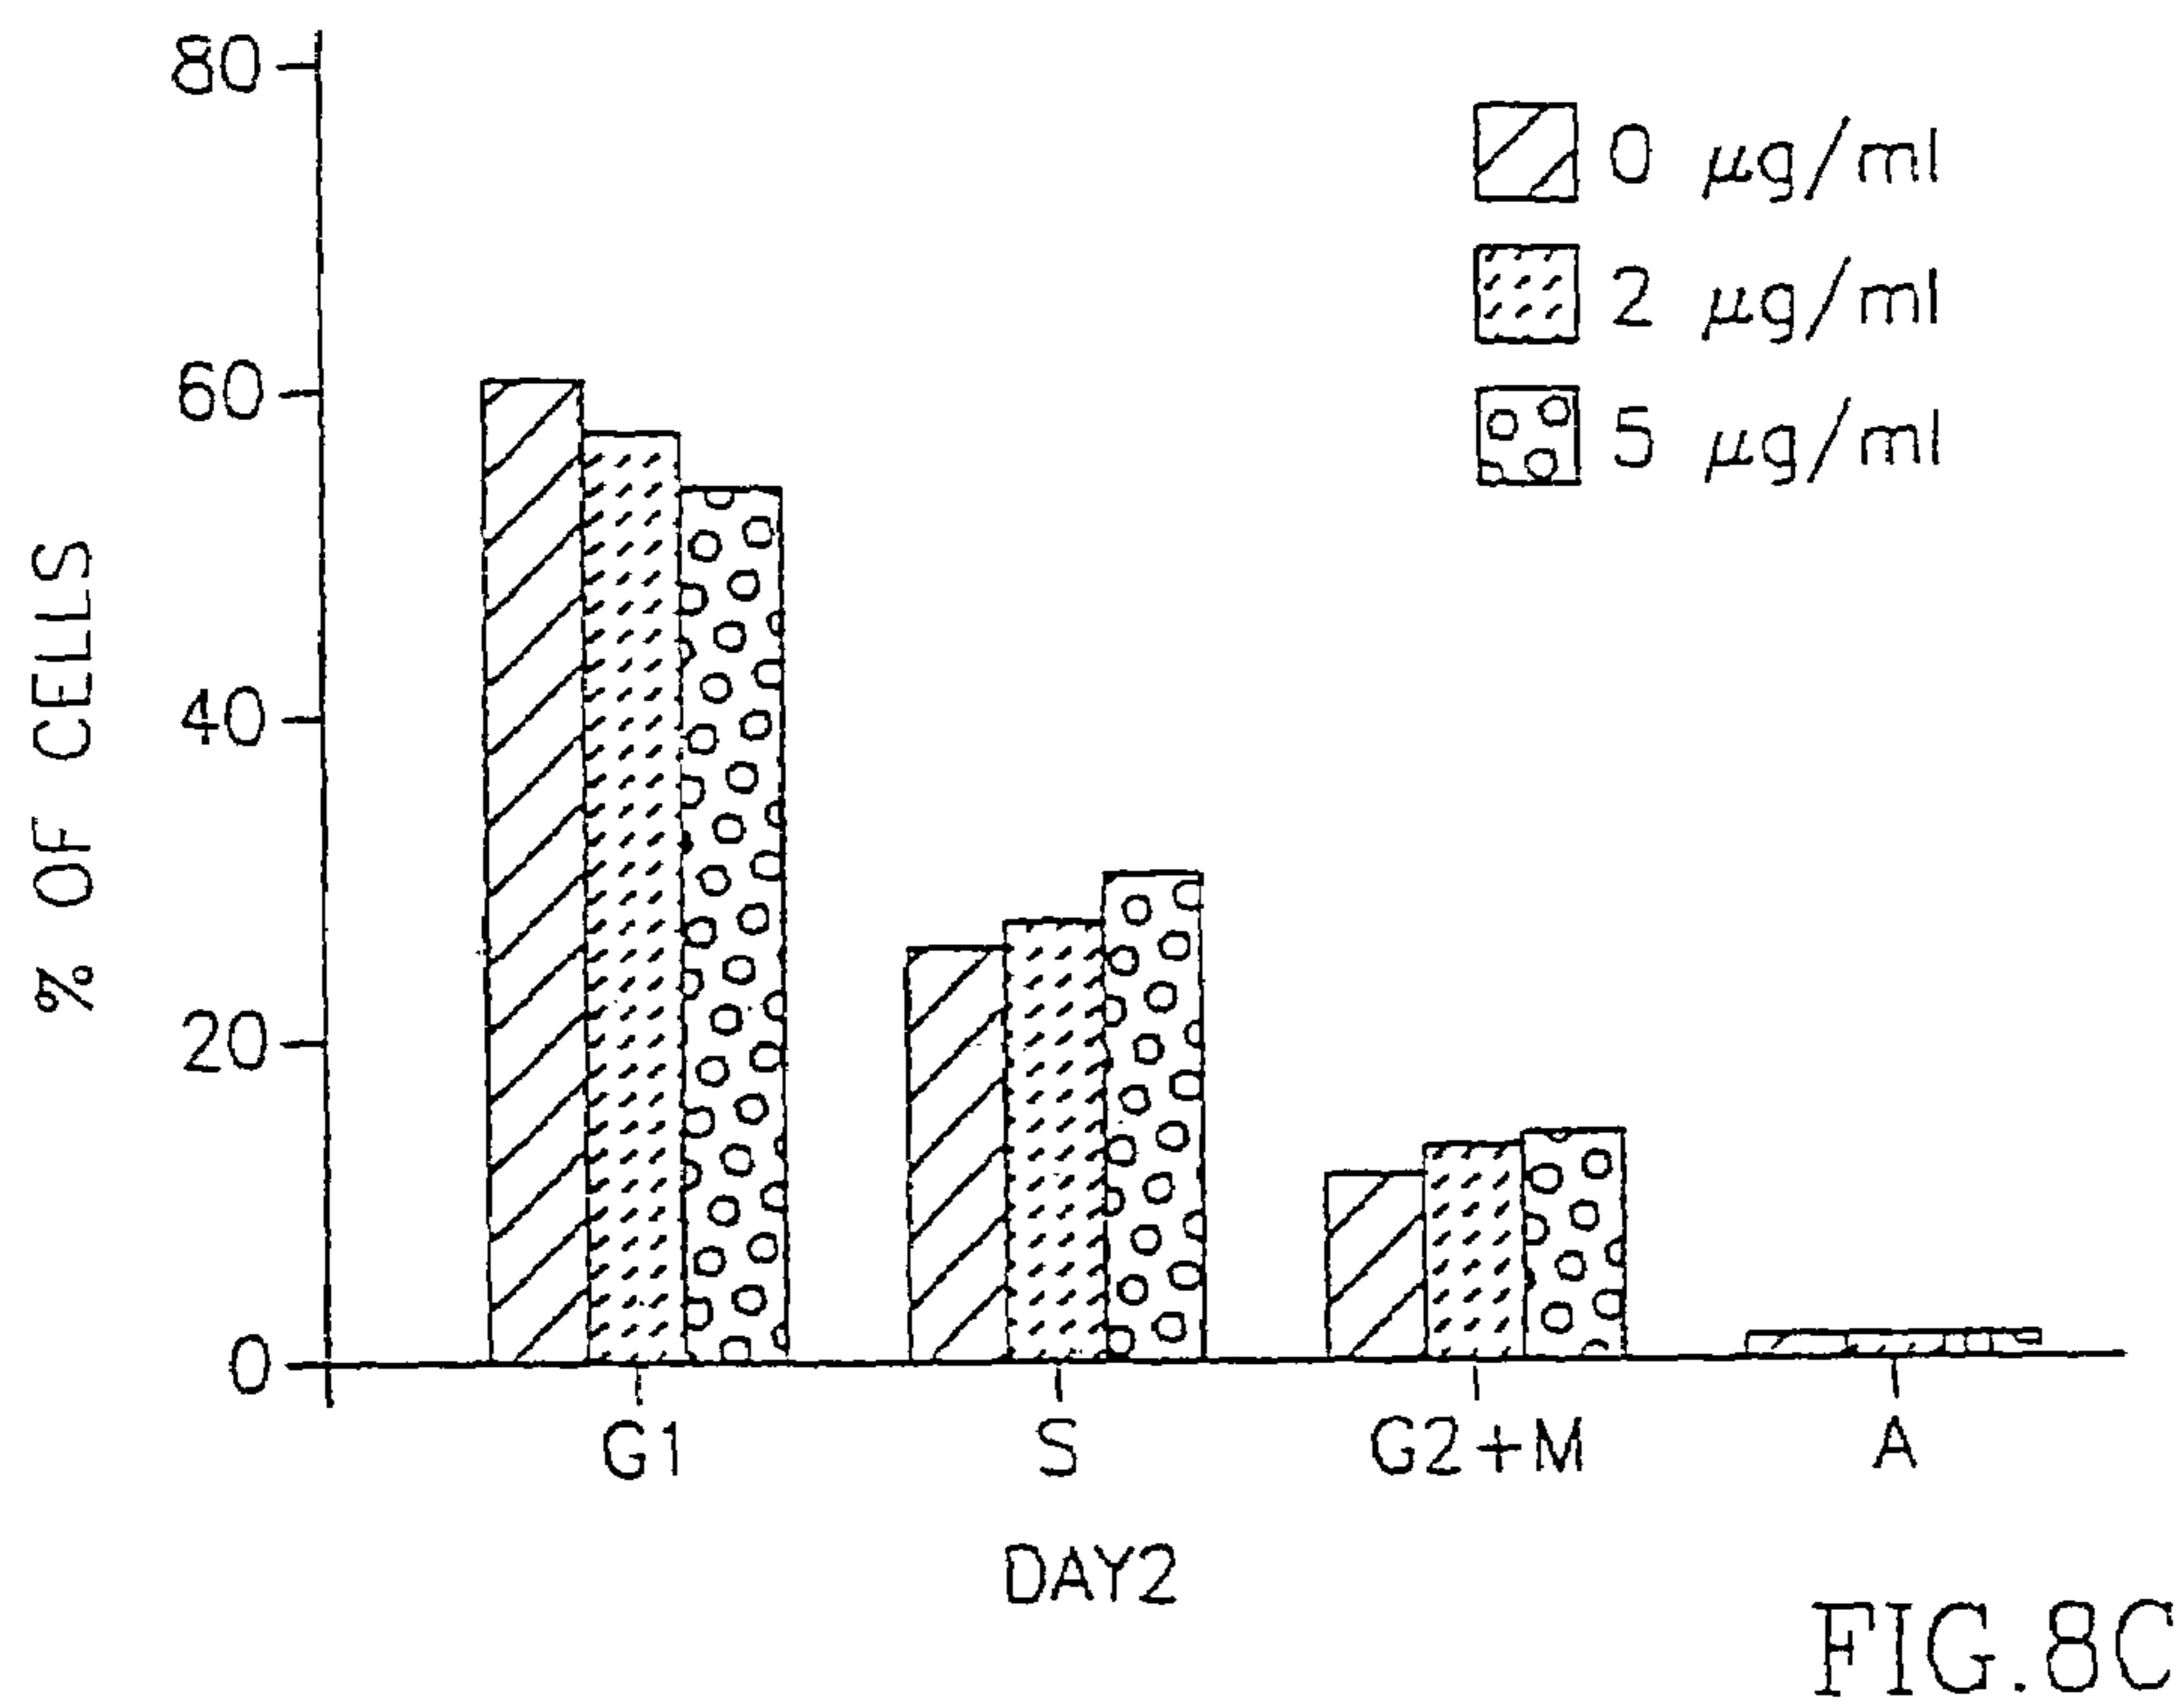 80
60
40
20
0
% OF CELLS
0 μg/ml
2 μg/ml
5 μg/ml
G1 S G2+M A
DAY2
FIG.8C